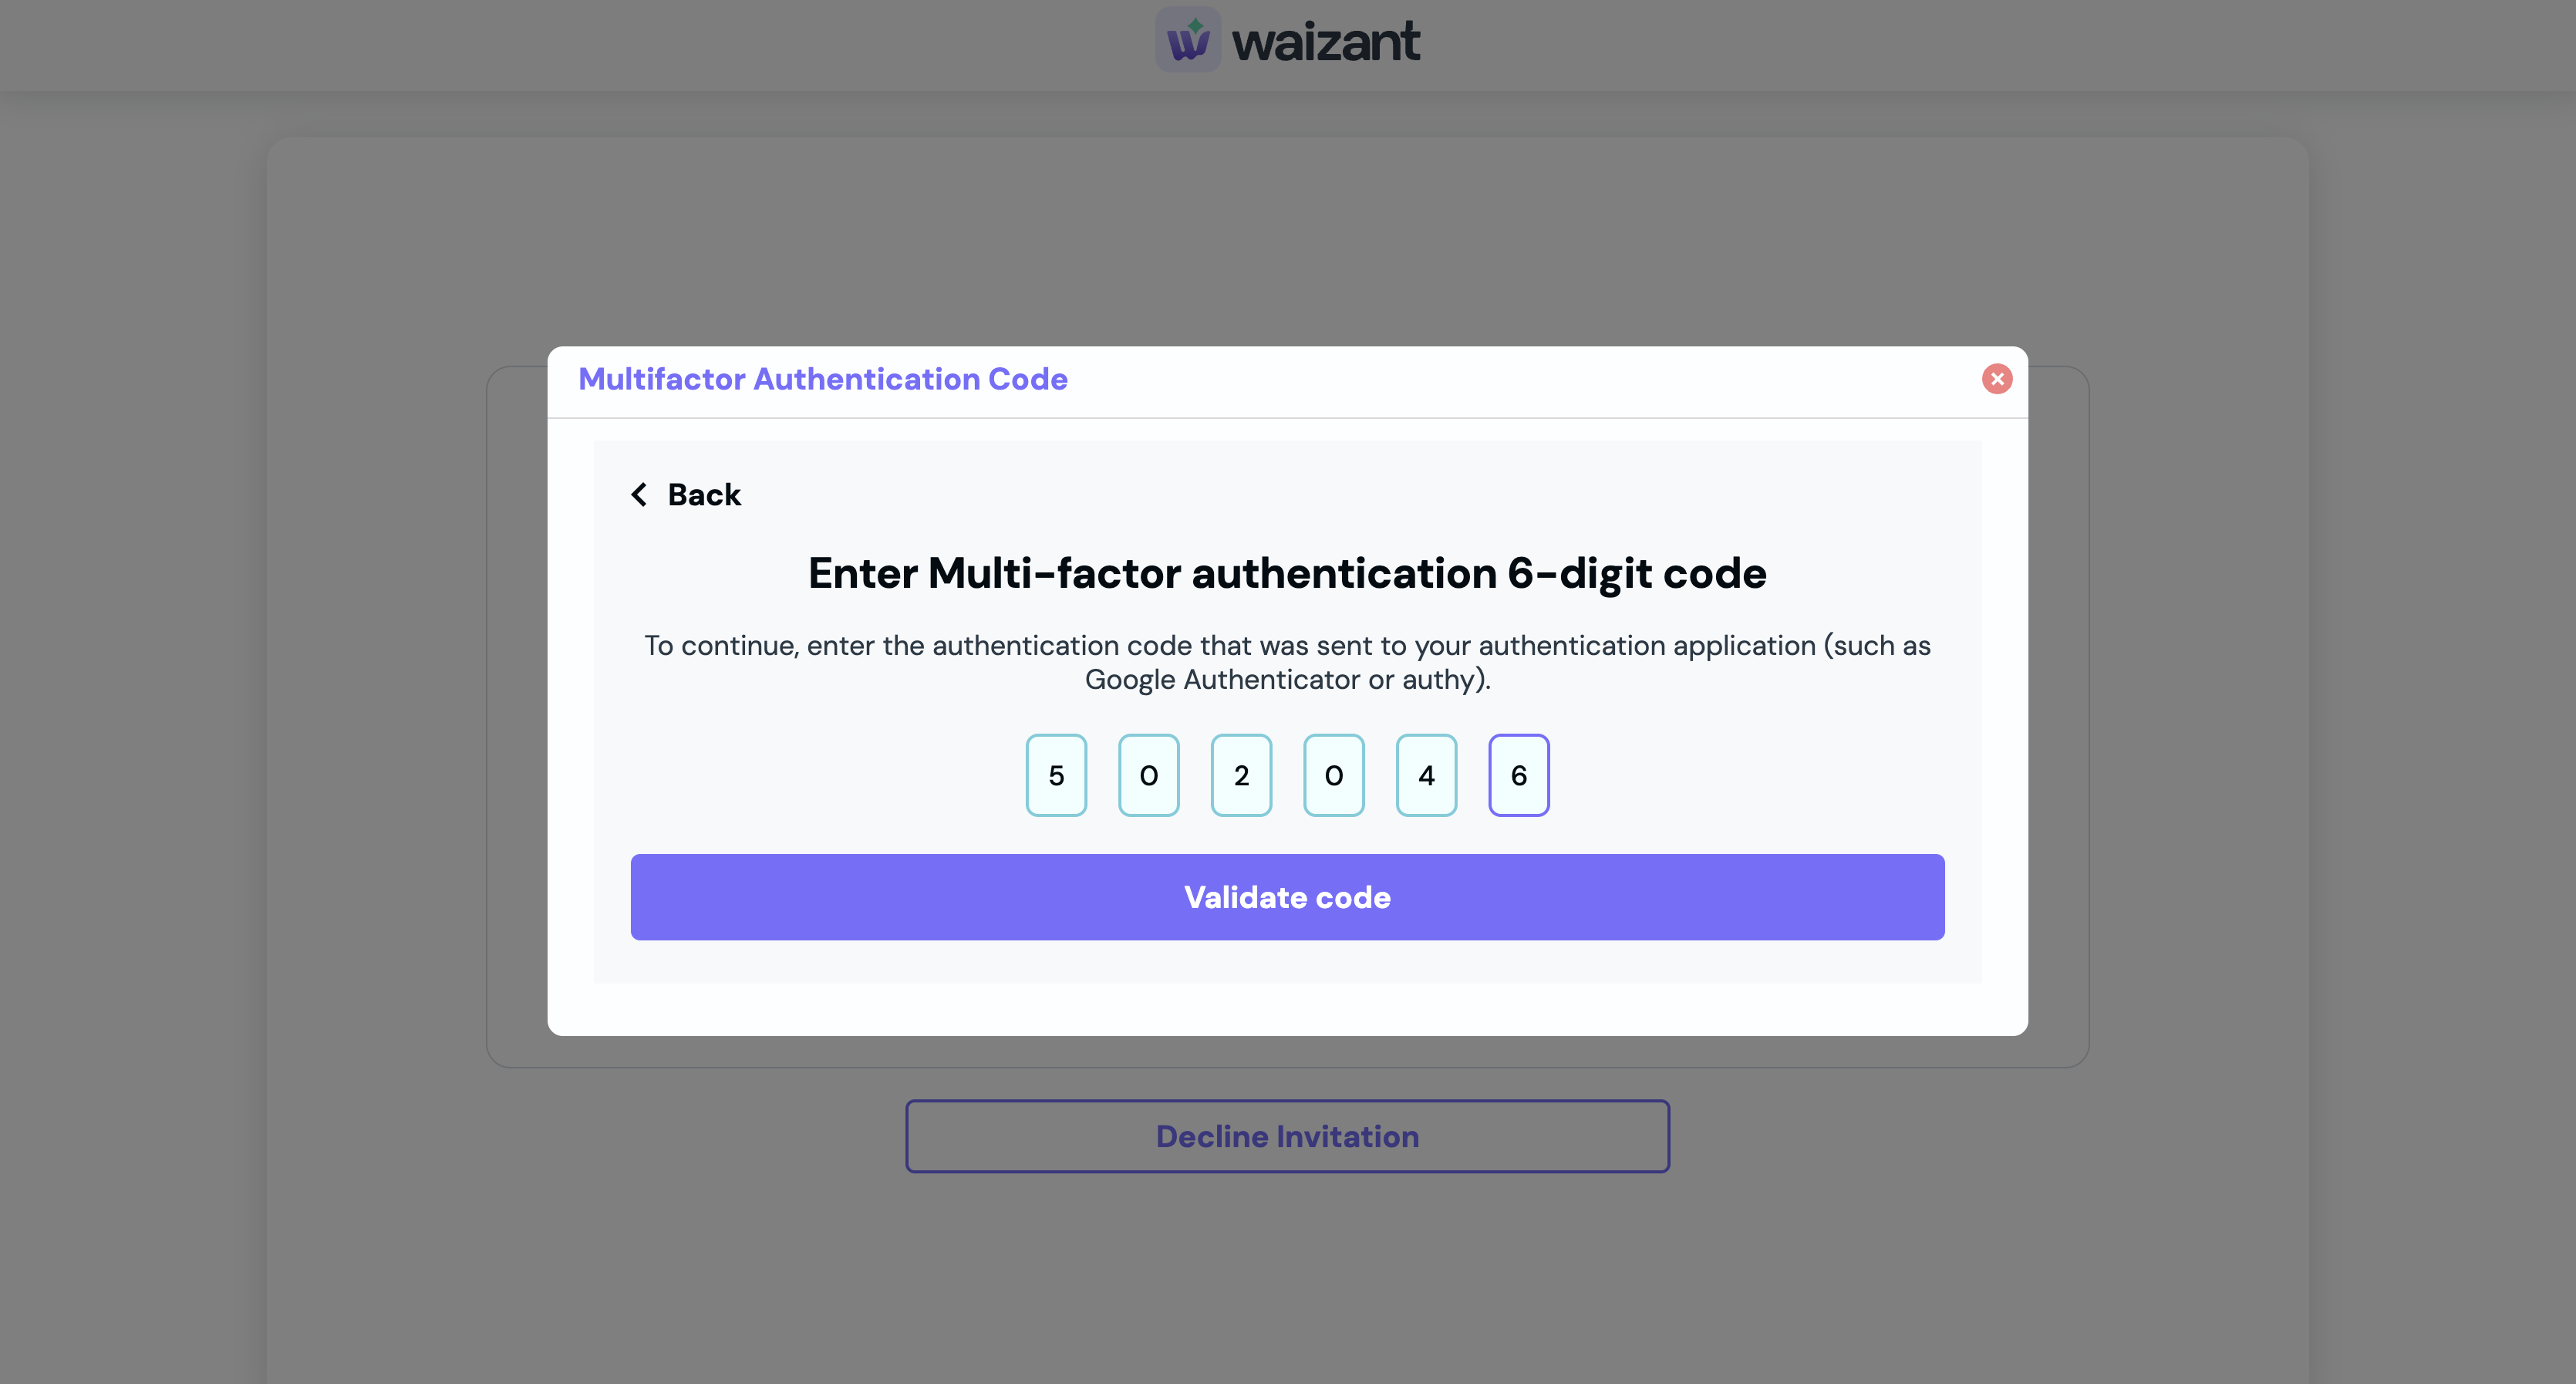 waizant
Multifactor Authentication Code
Back
Enter Multi-factor authentication 6-digit code
To continue, enter the authentication code that was sent to your authentication application (such as
Google Authenticator or authy).
5 0 2 0 4 6
Validate code
Decline Invitation